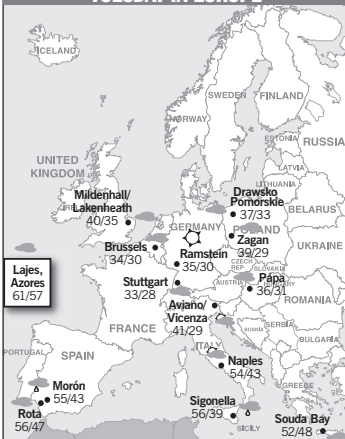 TUESDAY IN EUROPE
ICELAND
SWEDEN
FINLAND
NORWAY
ESTONIA
RUSSIA
LATVIA
LITHUANIA
UNITED
KINGDOM
Mildenhall/
Lakenheath
40/35
Drawsko
Pomorskie
37/33
BELARUS
GERMANY
POLAND
Zagan
39/29
UKRAINE
Brussels
34/30
Ramstein
35/30
CZECH
REP
SLOVAKIA
Lajes,
Azores
61/57
Stuttgart
33/28
AUSTRIA
Pápa
36/31
HUNGARY
Aviano/
Vicenza
41/29
ROMANIA
FRANCE
BOSNIA
SERBIA
BULGARIA
ITALY
PORTUGAL
SPAIN
Naples
54/43
Morón
55/43
GREECE
Rota
56/47
Sigonella
56/39
SICILY
Souda Bay
52/48